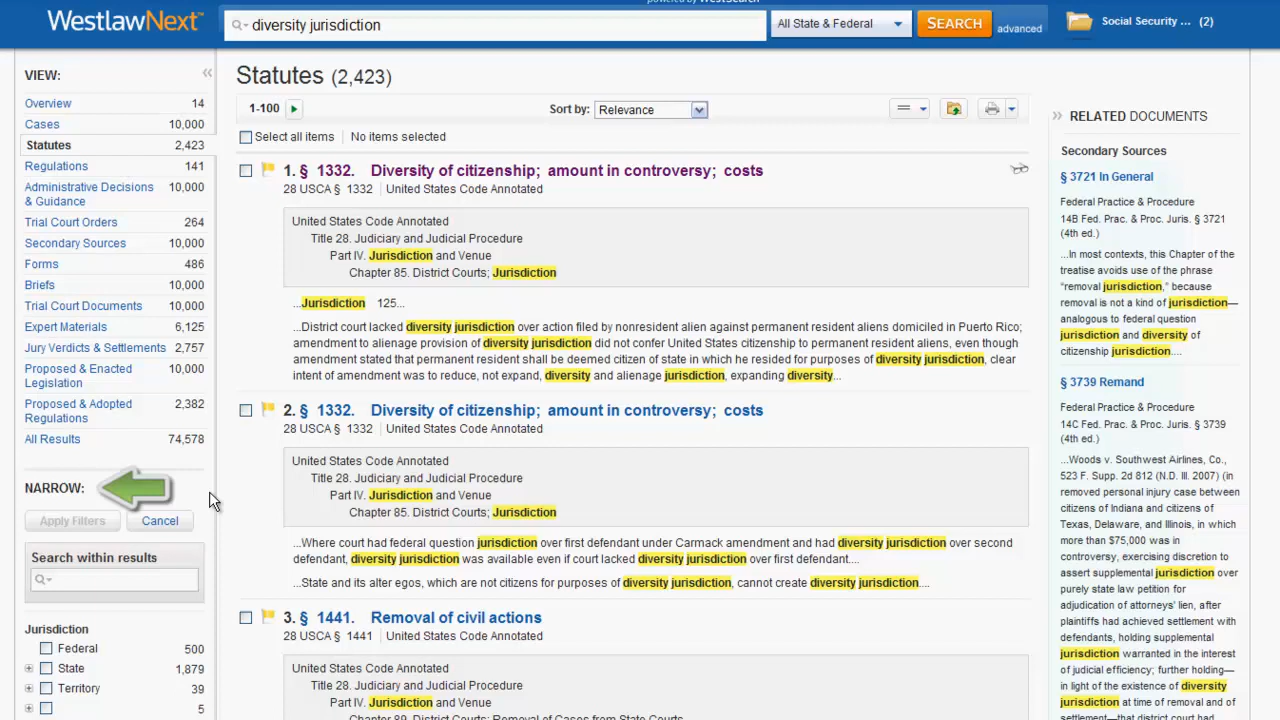 powered by WestSearch
WestlawNext™
diversity jurisdiction
All State & Federal
SEARCH
advanced
Social Security ... (2)
VIEW:
Overview 14
Cases 10,000
Statutes 2,423
Regulations 141
Administrative Decisions 10,000
& Guidance
Trial Court Orders 264
Secondary Sources 10,000
Forms 486
Briefs 10,000
Trial Court Documents 10,000
Expert Materials 6,125
Jury Verdicts & Settlements 2,757
Proposed & Enacted 10,000
Legislation
Proposed & Adopted 2,382
Regulations
All Results 74,578
NARROW:
Apply Filters Cancel
Search within results
Jurisdiction
Federal 500
State 1,879
Territory 39
5
Statutes (2,423)
1-100
Sort by: Relevance
Select all items No items selected
1. § 1332. Diversity of citizenship; amount in controversy; costs
28 USCA § 1332 United States Code Annotated
United States Code Annotated
Title 28. Judiciary and Judicial Procedure
Part IV. Jurisdiction and Venue
Chapter 85. District Courts; Jurisdiction
...Jurisdiction 125...
...District court lacked diversity jurisdiction over action filed by nonresident alien against permanent resident aliens domiciled in Puerto Rico;
amendment to alienage provision of diversity jurisdiction did not confer United States citizenship to permanent resident aliens, even though
amendment stated that permanent resident shall be deemed citizen of state in which he resided for purposes of diversity jurisdiction, clear
intent of amendment was to reduce, not expand, diversity and alienage jurisdiction, expanding diversity...
2. § 1332. Diversity of citizenship; amount in controversy; costs
28 USCA § 1332 United States Code Annotated
United States Code Annotated
Title 28. Judiciary and Judicial Procedure
Part IV. Jurisdiction and Venue
Chapter 85. District Courts; Jurisdiction
...Where court had federal question jurisdiction over first defendant under Carmack amendment and had diversity jurisdiction over second
defendant, diversity jurisdiction was available even if court lacked diversity jurisdiction over first defendant....
...State and its alter egos, which are not citizens for purposes of diversity jurisdiction, cannot create diversity jurisdiction....
3. § 1441. Removal of civil actions
28 USCA § 1441 United States Code Annotated
United States Code Annotated
Title 28. Judiciary and Judicial Procedure
Part IV. Jurisdiction and Venue
Chapter 89. District Courts; Removal of Cases from State Courts
RELATED DOCUMENTS
Secondary Sources
§ 3721 In General
Federal Practice & Procedure
14B Fed. Prac. & Proc. Juris. § 3721
(4th ed.)
...In most contexts, this Chapter of the
treatise avoids use of the phrase
“removal jurisdiction,” because
removal is not a kind of jurisdiction—
analogous to federal question
jurisdiction and diversity of
citizenship jurisdiction....
§ 3739 Remand
Federal Practice & Procedure
14C Fed. Prac. & Proc. Juris. § 3739
(4th ed.)
...Woods v. Southwest Airlines, Co.,
523 F. Supp. 2d 812 (N.D. Ill. 2007) (in
removed personal injury case between
citizens of Indiana and citizens of
Texas, Delaware, and Illinois, in which
more than $75,000 was in
controversy, exercising discretion to
assert supplemental jurisdiction over
purely state law petition for
adjudication of attorneys' lien, after
plaintiffs had achieved settlement with
defendants, holding supplemental
jurisdiction warranted in the interest
of judicial efficiency; further holding—
in light of the existence of diversity
jurisdiction at time of removal and of
settlement—that district court had